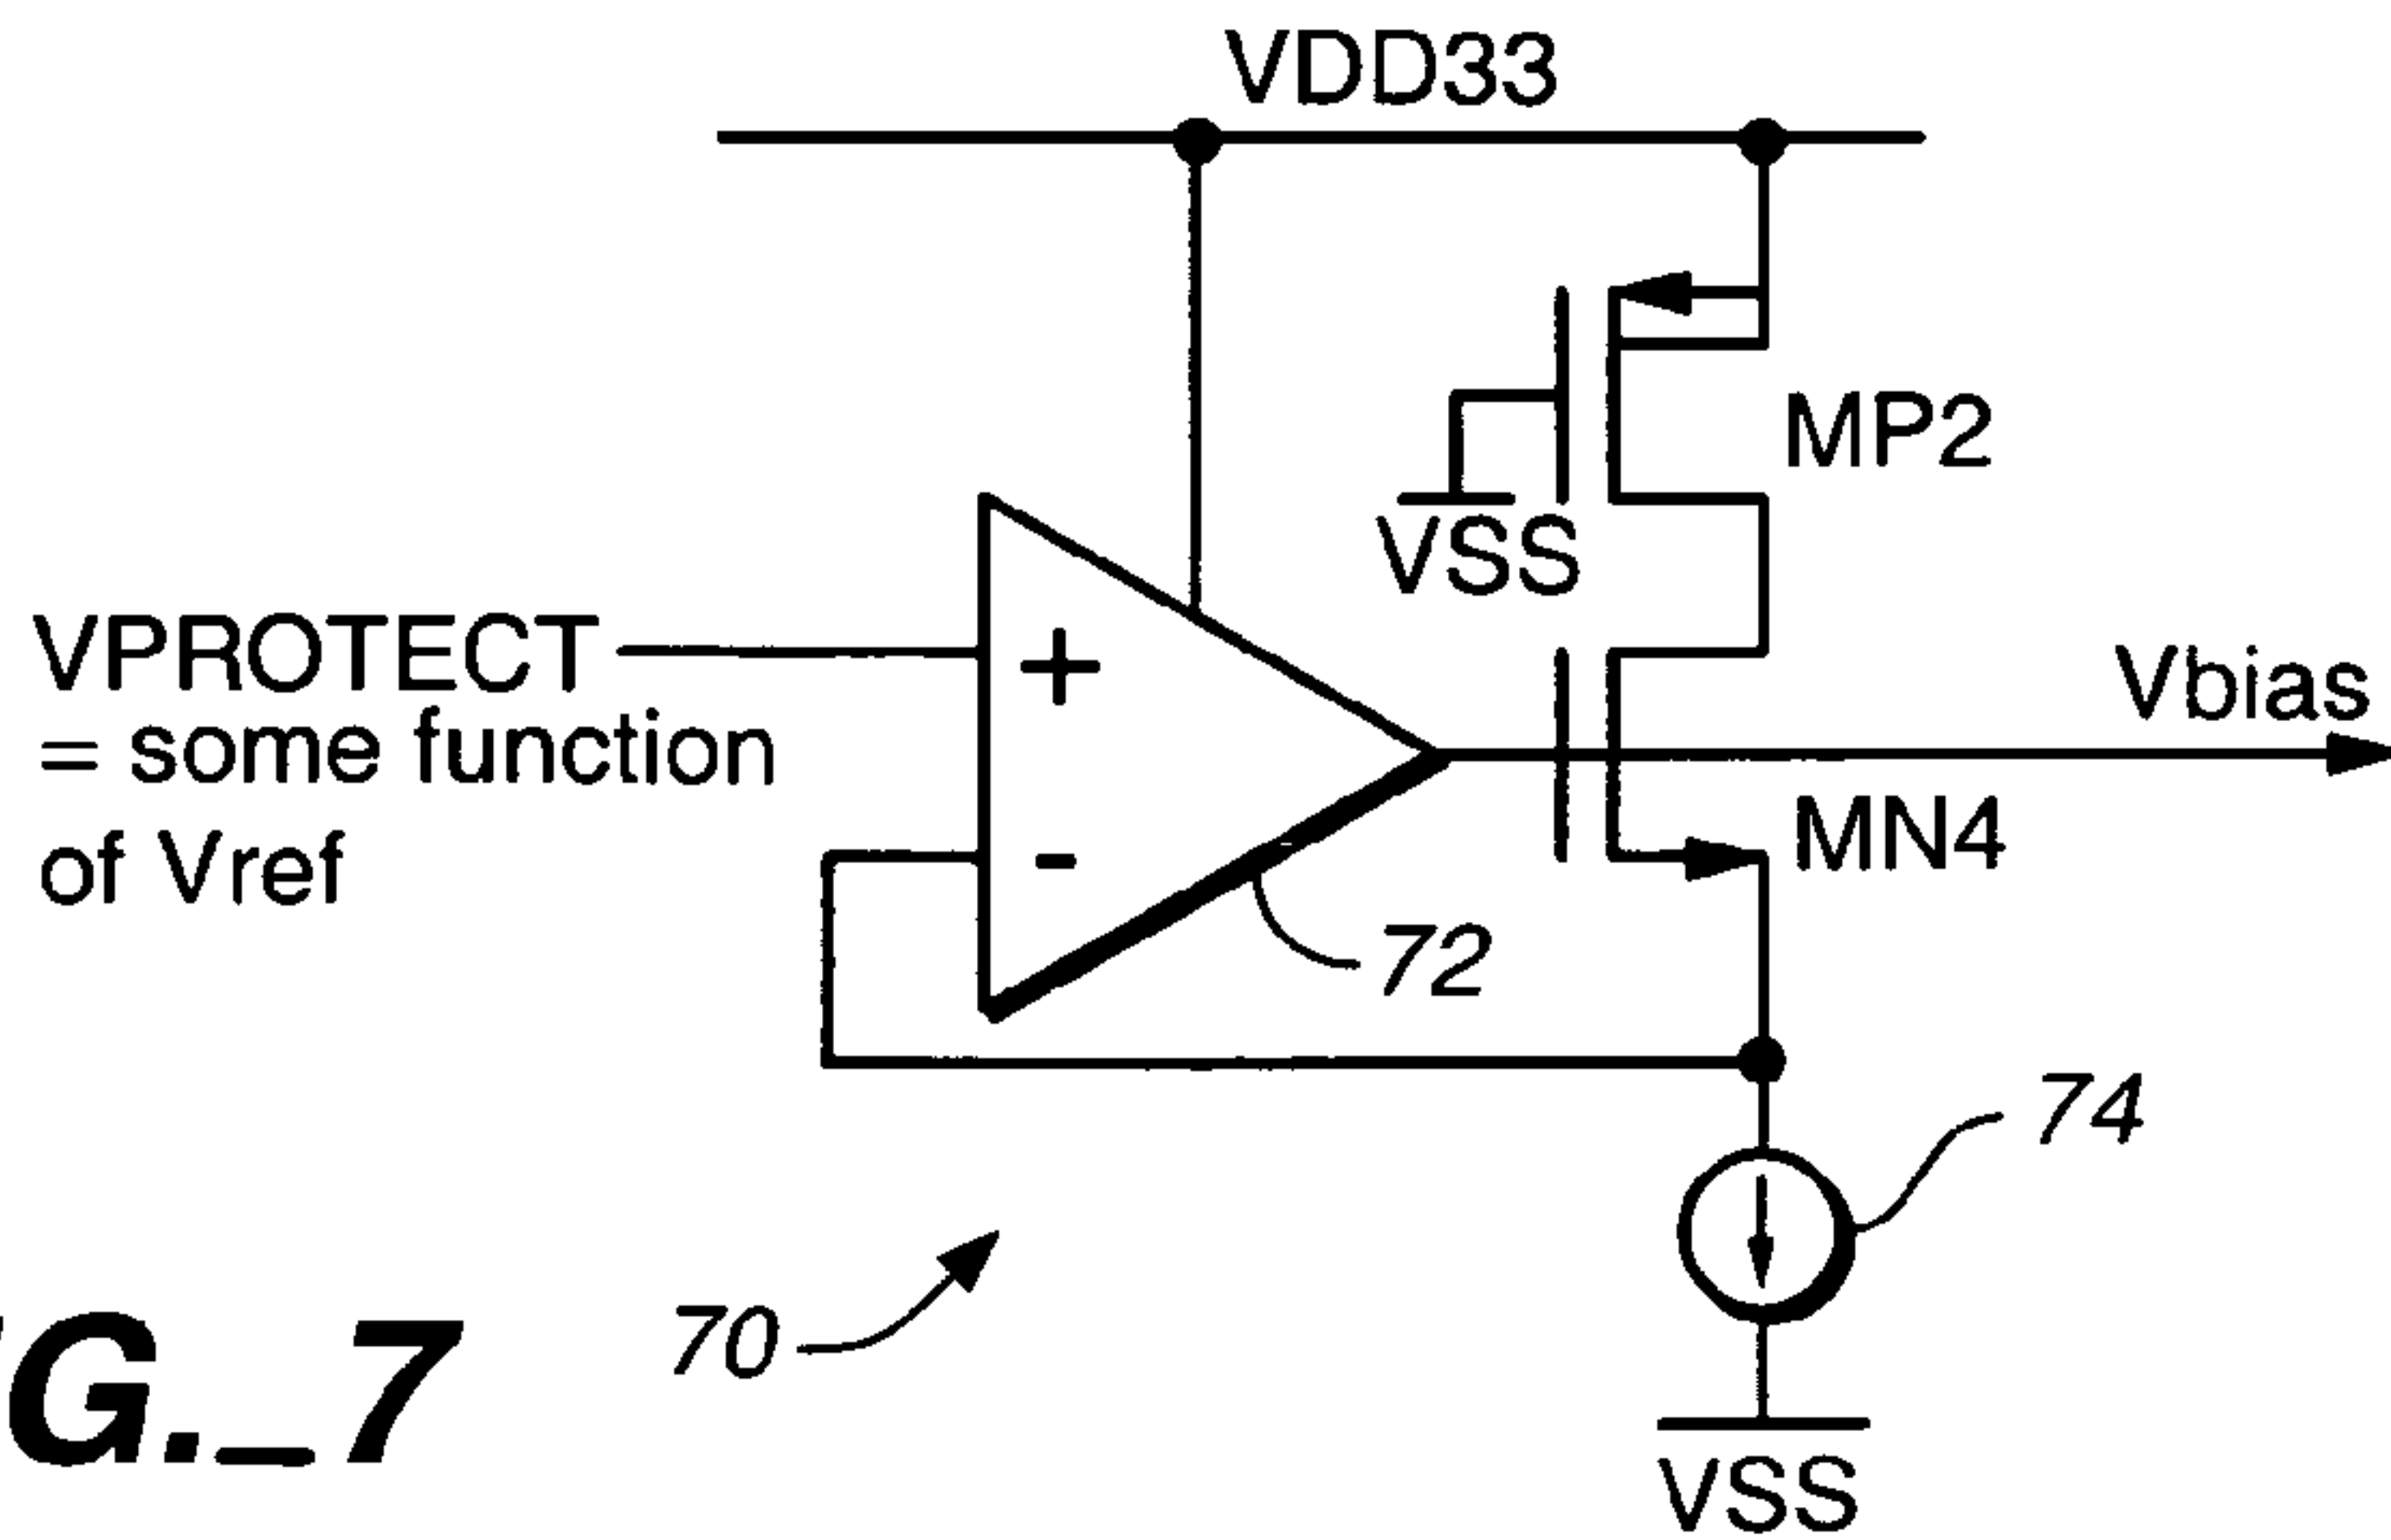 VDD33
MP2
VSS
VPROTECT
= some function
of Vref
+
-
Vbias
MN4
72
74
70
G._7
VSS